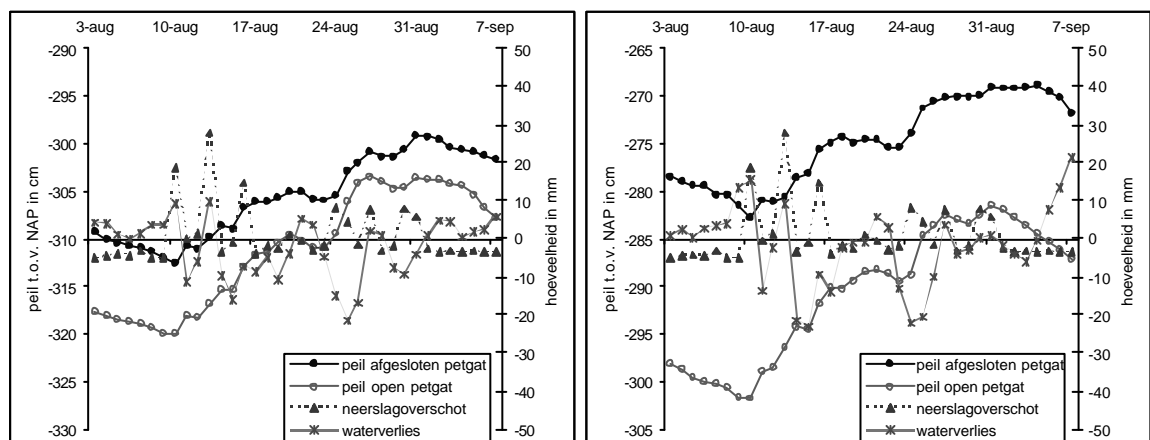 3-aug 10-aug 17-aug 24-aug 31-aug 7-sep
-290
-295
-300
-305
-310
-315
-320
-325
-330
peil t.o.v. NAP in cm
50
40
30
20
10
0
-10
-20
-30
-40
-50
hoeveelheid in mm
peil afgesloten petgat
peil open petgat
neerslagoverschot
waterverlies
3-aug 10-aug 17-aug 24-aug 31-aug 7-sep
-265
-270
-275
-280
-285
-290
-295
-300
-305
peil t.o.v. NAP in cm
50
40
30
20
10
0
-10
-20
-30
-40
-50
hoeveelheid in mm
peil afgesloten petgat
peil open petgat
neerslagoverschot
waterverlies